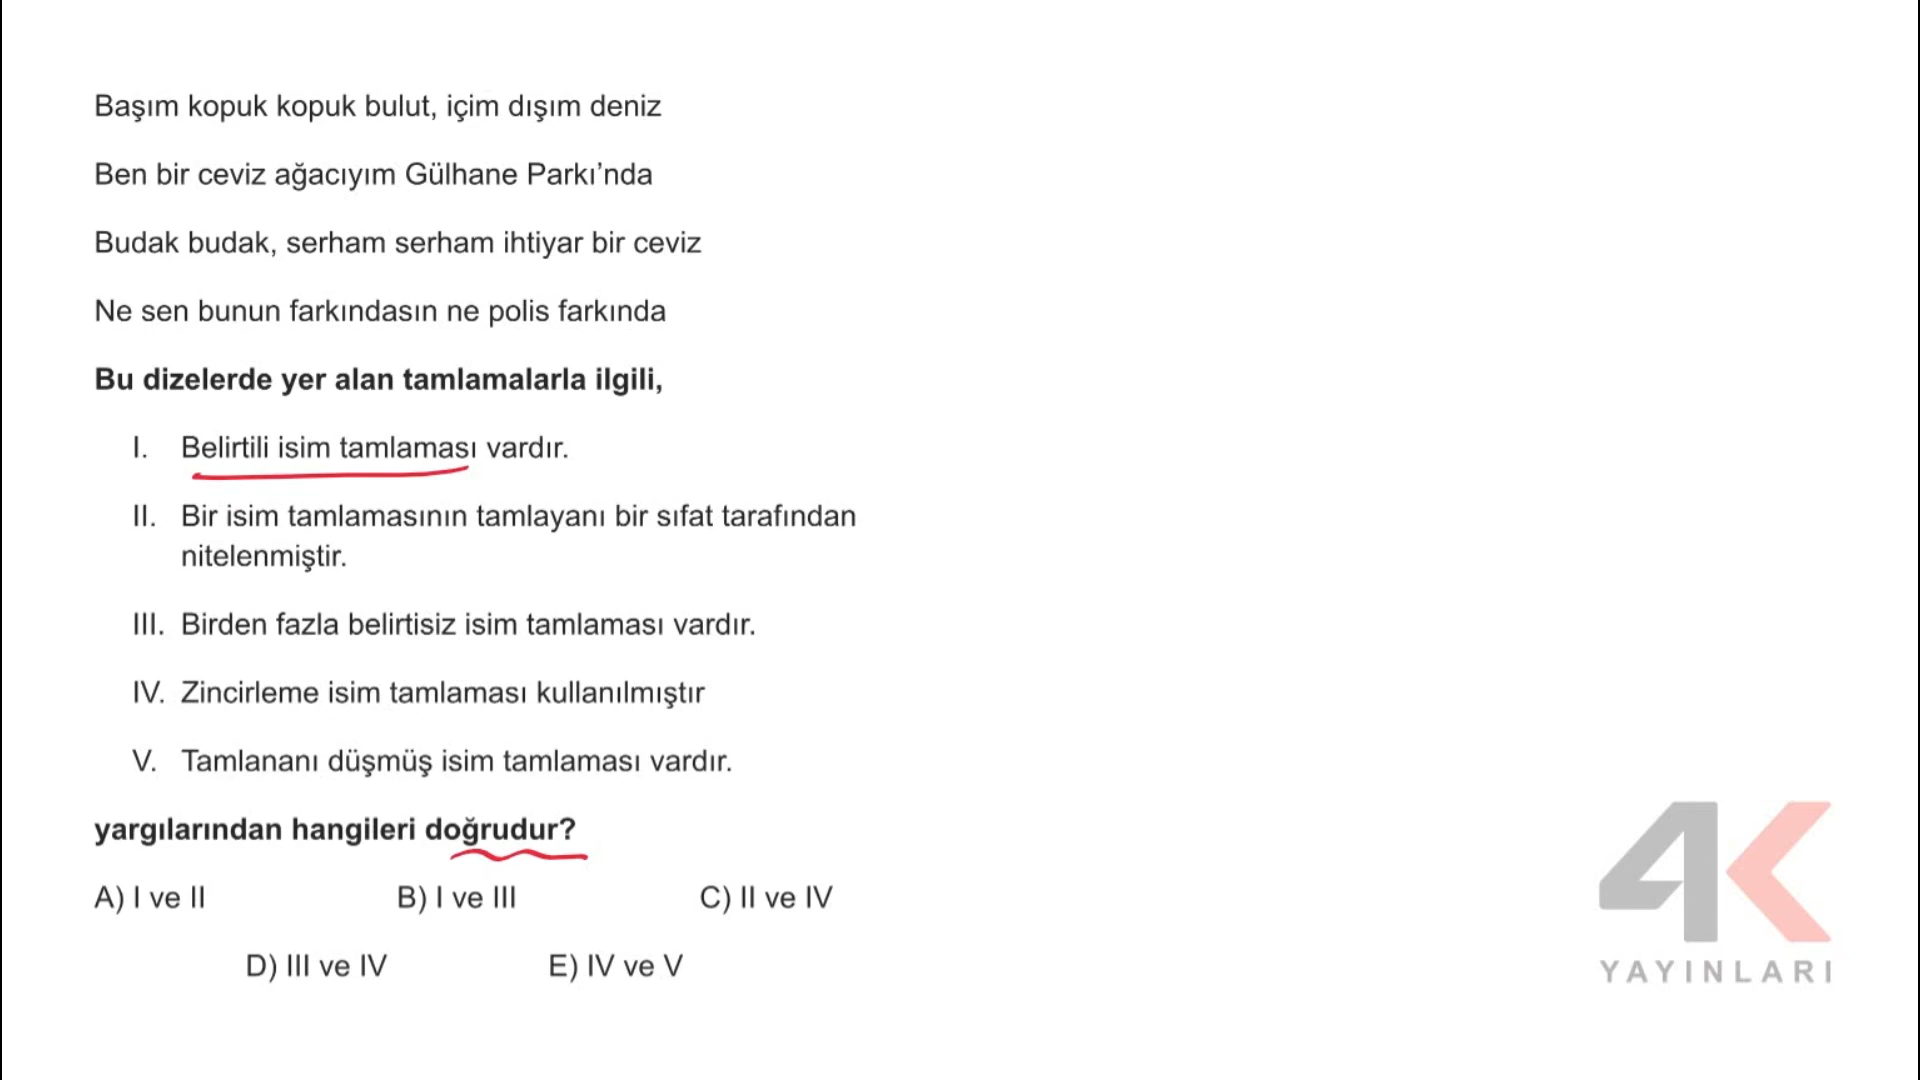 Başım kopuk kopuk bulut, içim dışım deniz
Ben bir ceviz ağacıyım Gülhane Parkı’nda
Budak budak, serham serham ihtiyar bir ceviz
Ne sen bunun farkındasın ne polis farkında
Bu dizelerde yer alan tamlamalarla ilgili,
I. Belirtili isim tamlaması vardır.
II. Bir isim tamlamasının tamlayanı bir sıfat tarafından
nitelenmiştir.
III. Birden fazla belirtisiz isim tamlaması vardır.
IV. Zincirleme isim tamlaması kullanılmıştır
V. Tamlananı düşmüş isim tamlaması vardır.
yargılarından hangileri doğrudur?
A) I ve II B) I ve III C) II ve IV
D) III ve IV E) IV ve V
4K
YAYINLARI